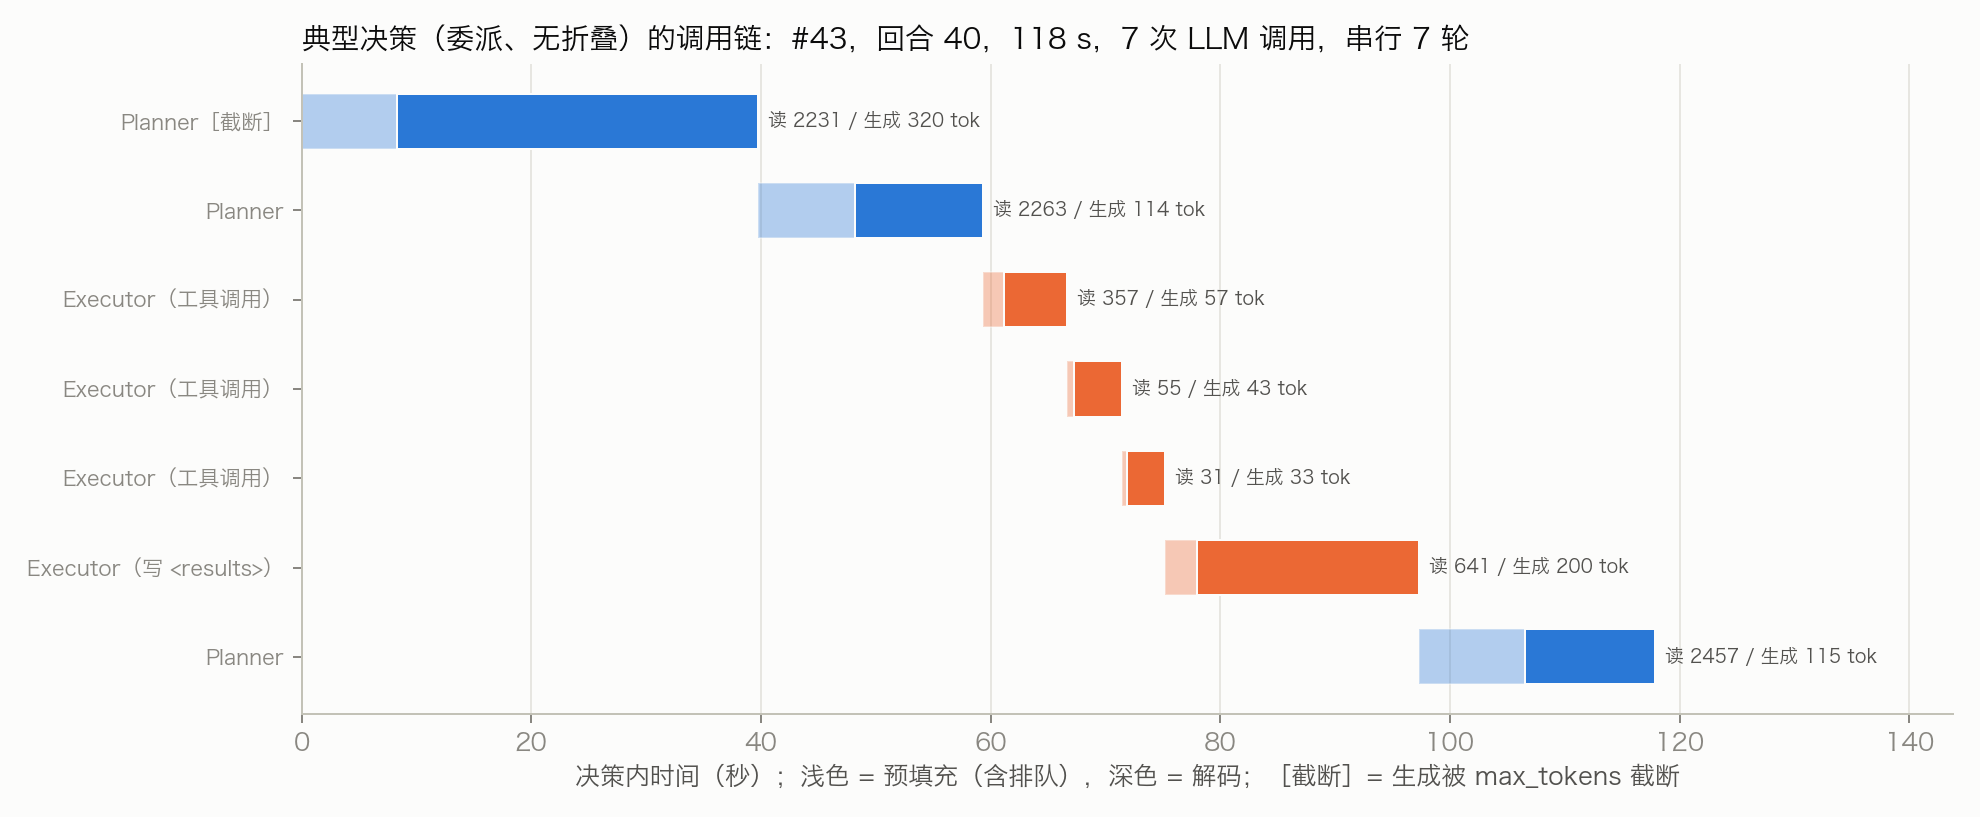 典型决策（委派、无折叠）的调用链：#43，回合 40，118 s，7 次 LLM 调用，串行 7 轮
Planner［截断］
读 2231 / 生成 320 tok
Planner
读 2263 / 生成 114 tok
Executor（工具调用）
读 357 / 生成 57 tok
Executor（工具调用）
读 55 / 生成 43 tok
Executor（工具调用）
读 31 / 生成 33 tok
Executor（写 <results>）
读 641 / 生成 200 tok
Planner
读 2457 / 生成 115 tok
0 20 40 60 80 100 120 140
决策内时间（秒）；浅色 = 预填充（含排队），深色 = 解码；［截断］= 生成被 max_tokens 截断